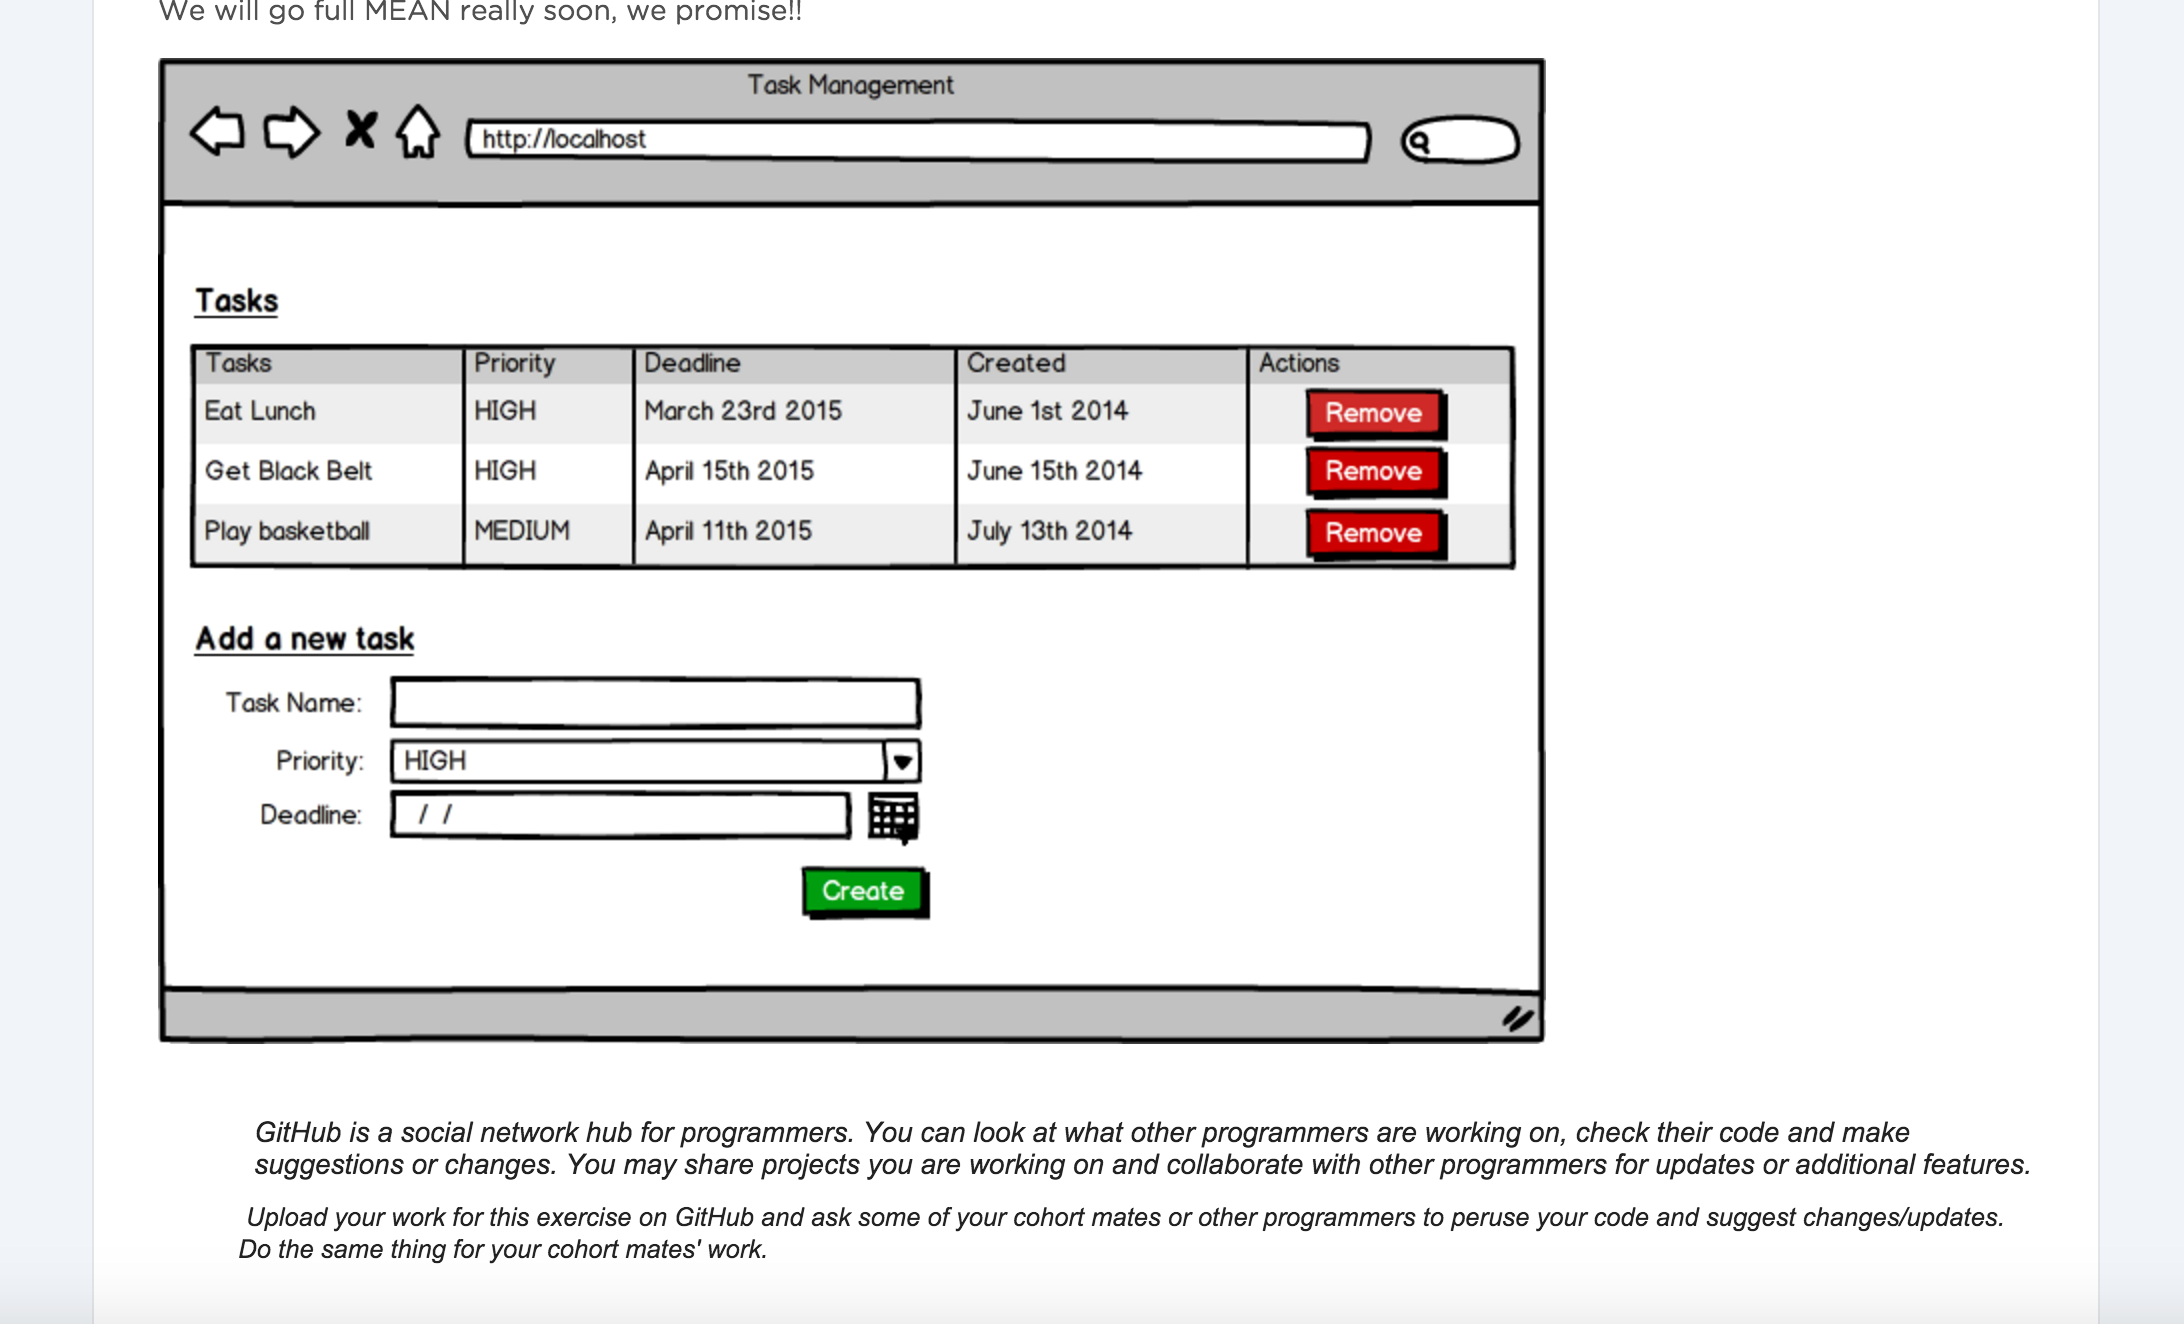 We will go full MEAN really soon, we promise!!
Task Management
http://localhost
Tasks
Tasks Priority Deadline Created Actions
Eat Lunch HIGH March 23rd 2015 June 1st 2014 Remove
Get Black Belt HIGH April 15th 2015 June 15th 2014 Remove
Play basketball MEDIUM April 11th 2015 July 13th 2014 Remove
Add a new task
Task Name:
Priority: HIGH
Deadline: / /
Create
GitHub is a social network hub for programmers. You can look at what other programmers are working on, check their code and make
suggestions or changes. You may share projects you are working on and collaborate with other programmers for updates or additional features.
Upload your work for this exercise on GitHub and ask some of your cohort mates or other programmers to peruse your code and suggest changes/updates.
Do the same thing for your cohort mates' work.